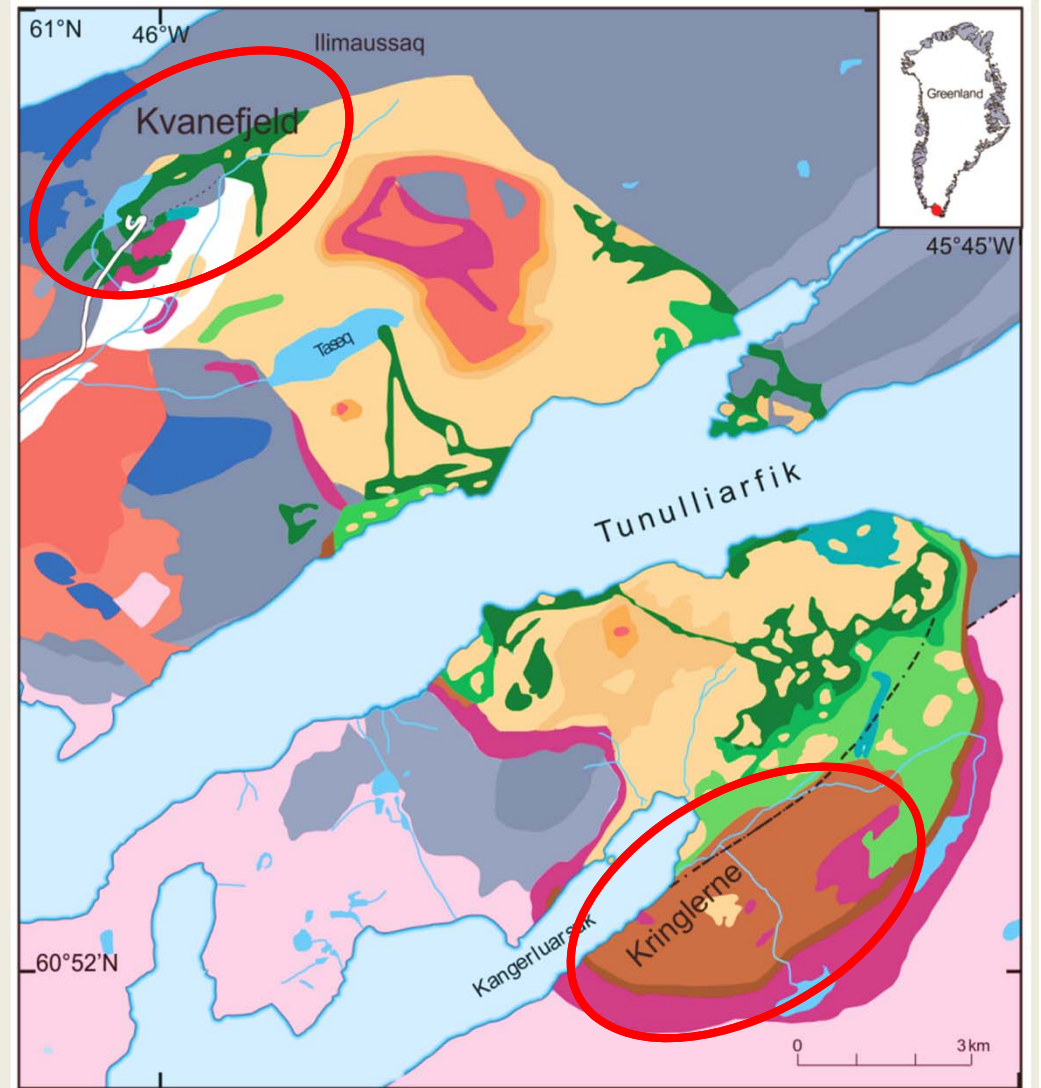 61°N
46°W
Ilimaussaq
Kvanefjeld
Greenland
45°45'W
Taseq
Tunulliarfik
Kringlerne
Kangerluarsuk
60°52'N
0 3 km